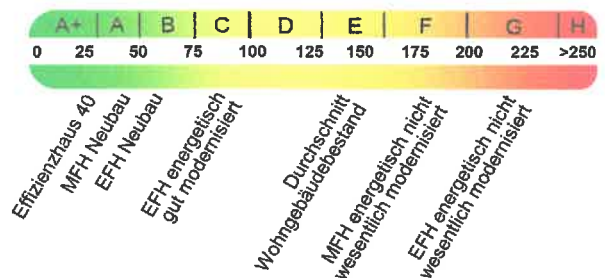 A+ A B C D E F G H
0 25 50 75 100 125 150 175 200 225 >250
Effizienzhaus 40
MFH Neubau
EFH Neubau
EFH energetisch
gut modernisiert
Durchschnitt
Wohngebäudebestand
MFH energetisch nicht
wesentlich modernisiert
EFH energetisch nicht
wesentlich modernisiert